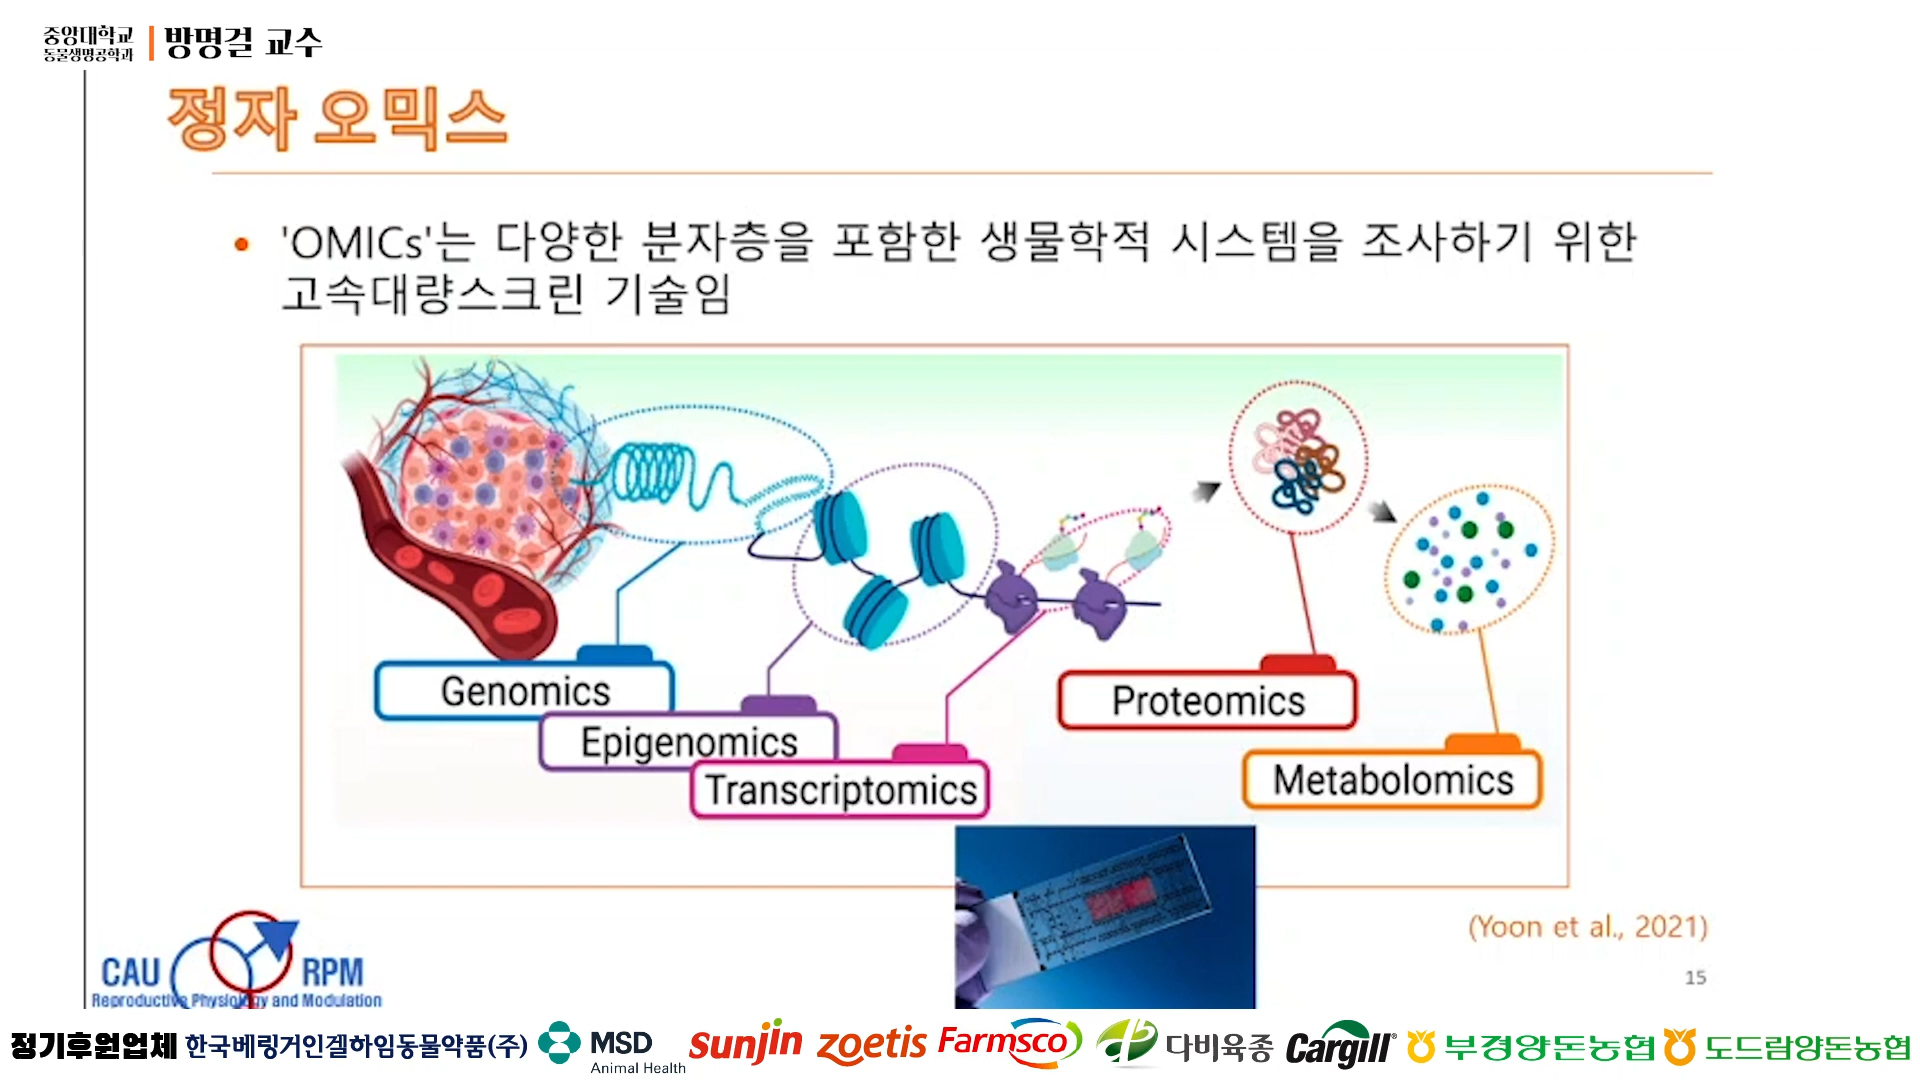 중앙대학교
동물생명공학과
방명걸 교수
정자 오믹스
• 'OMICs'는 다양한 분자층을 포함한 생물학적 시스템을 조사하기 위한
고속대량스크린 기술임
Genomics
Epigenomics
Transcriptomics
Proteomics
Metabolomics
(Yoon et al., 2021)
15
CAU RPM
Reproductive Physiology and Modulation
정기후원업체 한국베링거인겔하임동물약품(주) MSD Animal Health sunjin zoetis Farmsco 다비육종 Cargill® 부경양돈농협 도드람양돈농협